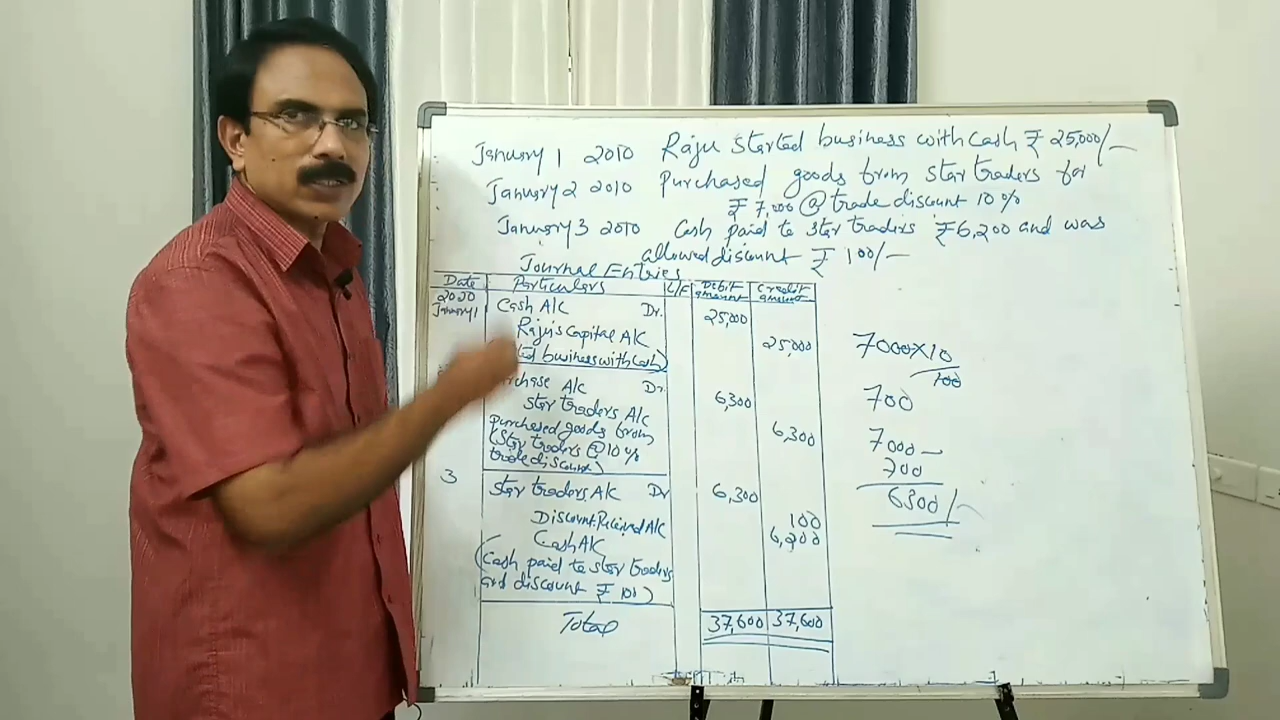 January 1 2010 Raju started business with Cash ₹ 25,000/-
January 2 2010 Purchased goods from star traders for
₹ 7,000 @ trade discount 10%
January 3 2010 Cash paid to star traders ₹ 6,200 and was
allowed discount ₹ 100/-
Journal Entries
Date Particulars L/F Debit amount Credit amount
2010
January 1 Cash A/c Dr. 25,000
Raju's Capital A/c 25,000
business with cash)
A/c Dr. 6,300
star traders A/c 6,300
purchased goods from
(star traders @ 10%
trade discount)
3 star traders A/c Dr 6,300
Discount Received A/c 100
Cash A/c 6,200
(Cash paid to star traders
and discount ₹ 100)
Total 37,600 37,600
7000×10
100
700
7000 -
700
6300/-